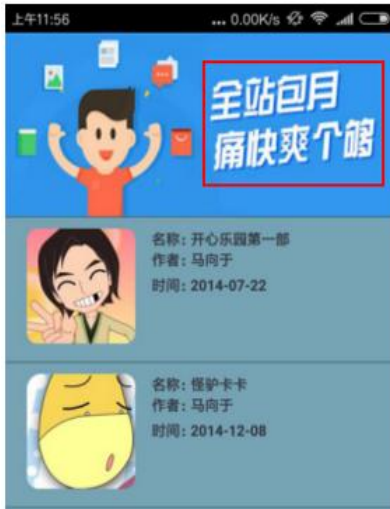 上午11:56
... 0.00K/s
全站包月
痛快爽个够
名称：开心乐园第一部
作者：马向于
时间：2014-07-22
名称：怪驴卡卡
作者：马向于
时间：2014-12-08